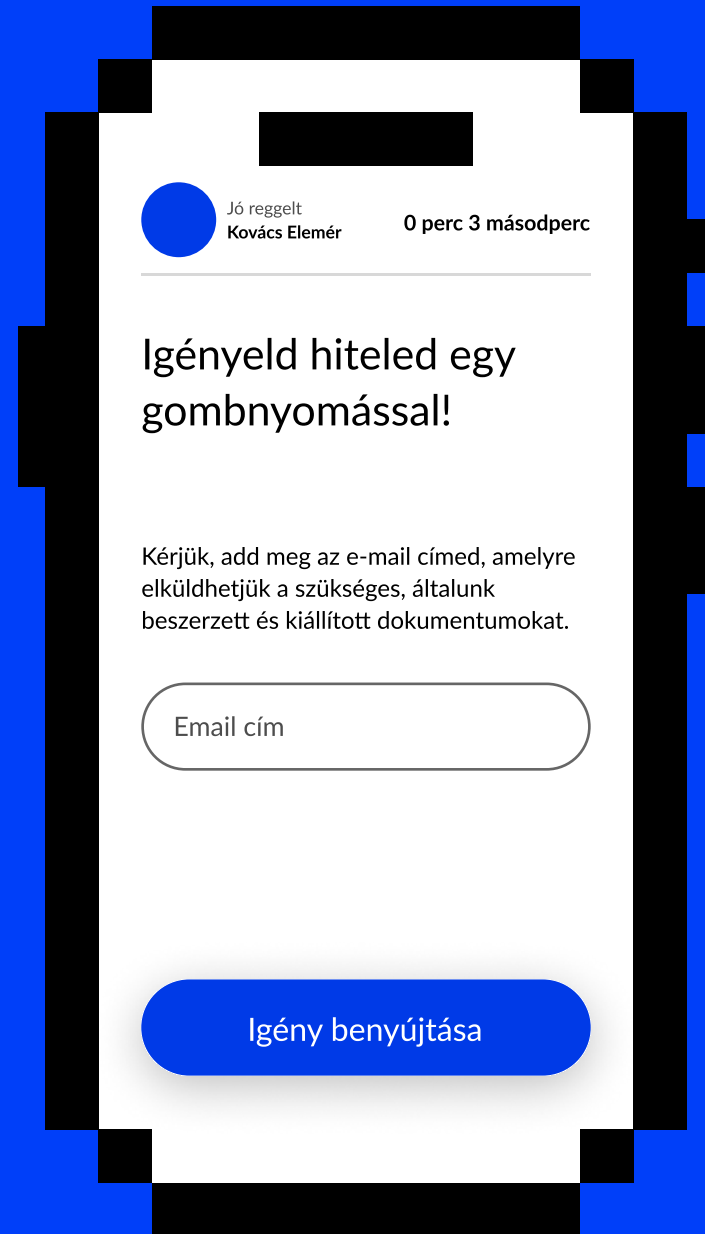 Jó reggelt
Kovács Elemér
0 perc 3 másodperc
Igényeld hiteled egy
gombnyomással!
Kérjük, add meg az e-mail címed, amelyre
elküldhetjük a szükséges, általunk
beszerzett és kiállított dokumentumokat.
Email cím
Igény benyújtása